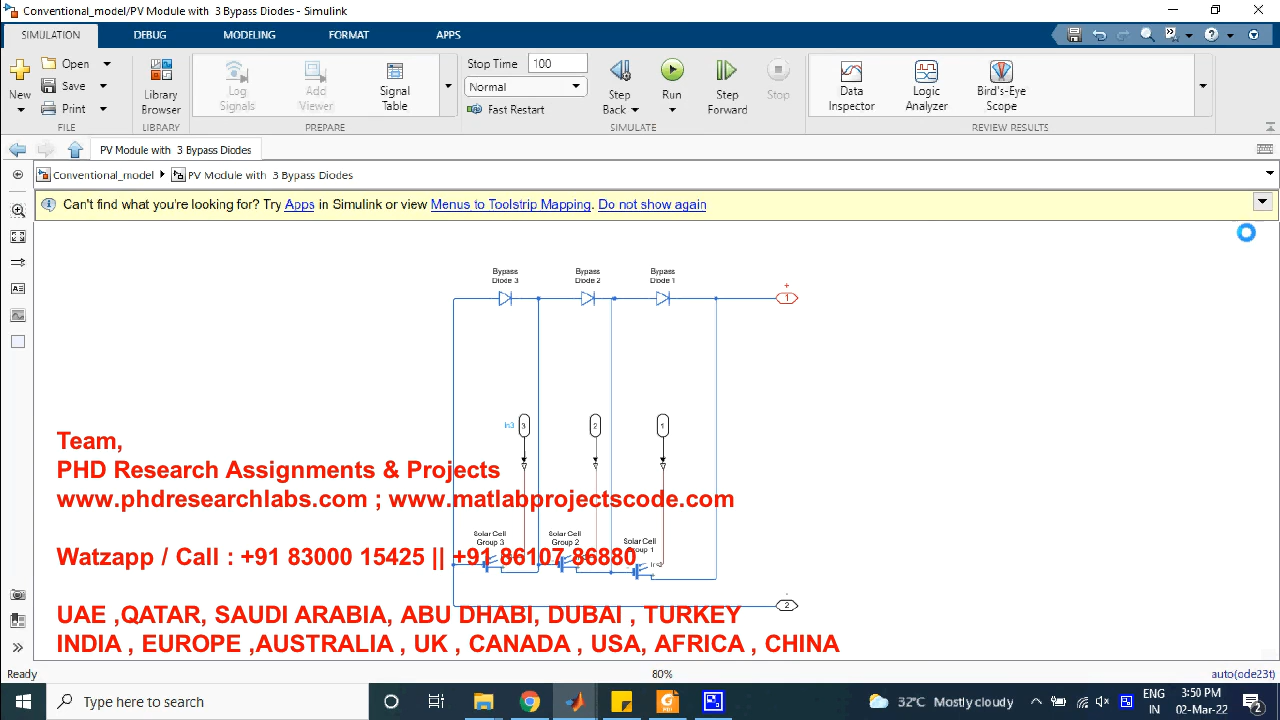 Conventional_model/PV Module with 3 Bypass Diodes - Simulink
SIMULATION DEBUG MODELING FORMAT APPS
New
Open
Save
Print
FILE
Library
Browser
LIBRARY
Log
Signals
Add
Viewer
Signal
Table
PREPARE
Stop Time 100
Normal
Fast Restart
Step
Back
Run
Step
Forward
Stop
SIMULATE
Data
Inspector
Logic
Analyzer
Bird's-Eye
Scope
REVIEW RESULTS
PV Module with 3 Bypass Diodes
Conventional_model PV Module with 3 Bypass Diodes
Can't find what you're looking for? Try Apps in Simulink or view Menus to Toolstrip Mapping. Do not show again
Bypass
Diode 3
Bypass
Diode 2
Bypass
Diode 1
+
1
In3
3
2
1
Team,
PHD Research Assignments & Projects
www.phdresearchlabs.com ; www.matlabprojectscode.com
Solar Cell
Group 3
Solar Cell
Group 2
Solar Cell
Group 1
Watzapp / Call : +91 83000 15425 || +91 86107 86880
2
UAE ,QATAR, SAUDI ARABIA, ABU DHABI, DUBAI , TURKEY
INDIA , EUROPE ,AUSTRALIA , UK , CANADA , USA, AFRICA , CHINA
Ready 80% auto(ode23t)
Type here to search
32°C Mostly cloudy
ENG
IN
3:50 PM
02-Mar-22
2